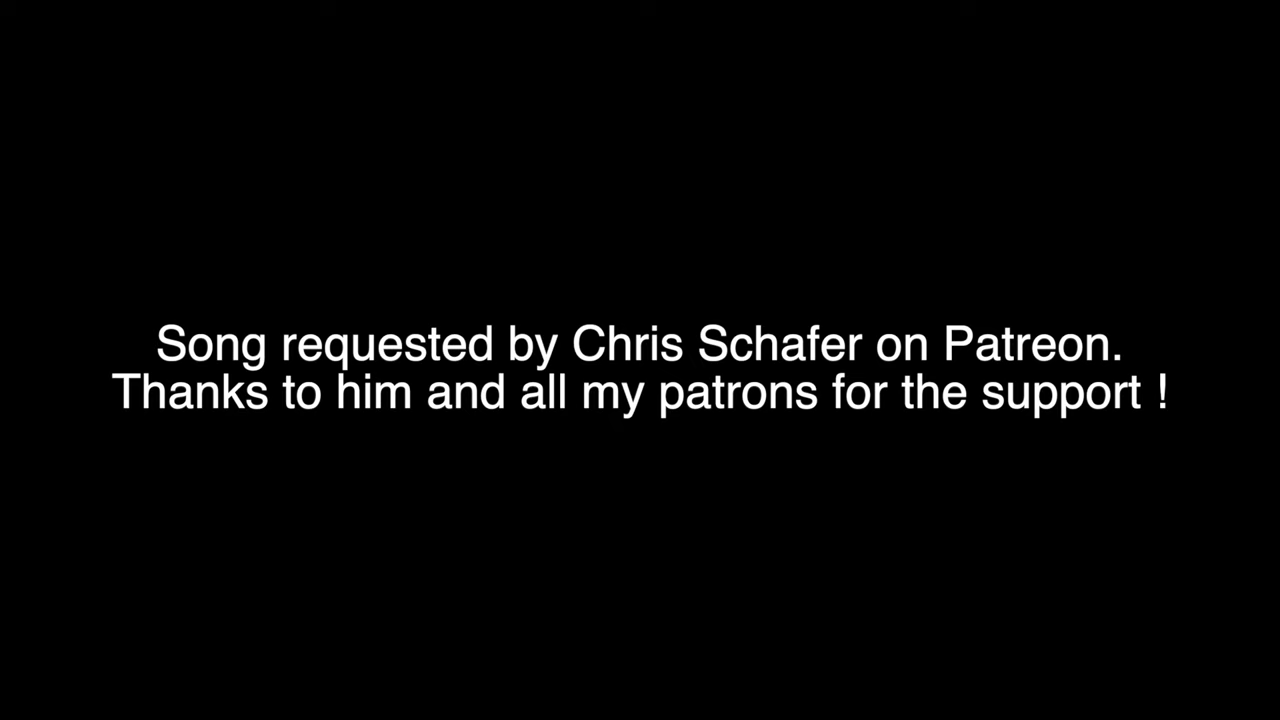 Song requested by Chris Schafer on Patreon.
Thanks to him and all my patrons for the support !